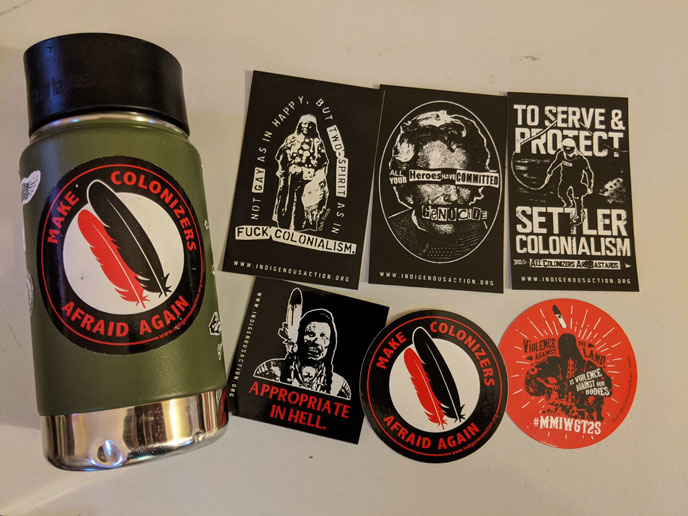 MAKE COLONIZERS
AFRAID AGAIN
NOT GAY AS IN HAPPY, BUT TWO-SPIRIT AS IN
FUCK COLONIALISM.
WWW.INDIGENOUSACTION.ORG
ALL YOUR Heroes HAVE COMMITTED
GENOCIDE
WWW.INDIGENOUSACTION.ORG
TO SERVE &
PROTECT
SETTLER
COLONIALISM
ALL COLONIZERS ARE BASTARDS
WWW.INDIGENOUSACTION.ORG
WWW.INDIGENOUSACTION.ORG
APPROPRIATE
IN HELL.
MAKE COLONIZERS
AFRAID AGAIN
VIOLENCE AGAINST THE LAND
IS VIOLENCE
AGAINST OUR
BODIES
#MMIWGT2S